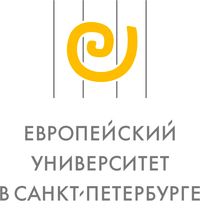 ЕВРОПЕЙСКИЙ
УНИВЕРСИТЕТ
В САНКТ-ПЕТЕРБУРГЕ